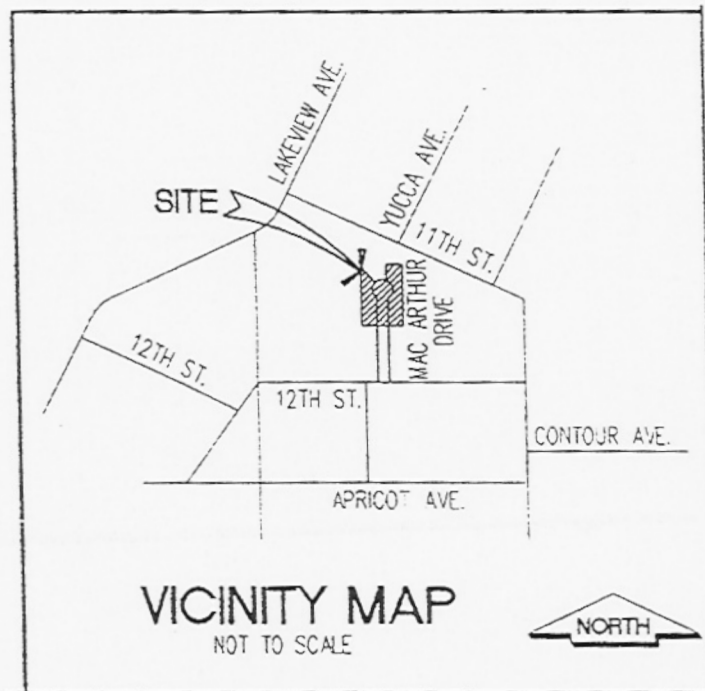 LAKEVIEW AVE.
YUCCA AVE.
SITE
11TH ST.
MAC ARTHUR
DRIVE
12TH ST.
12TH ST.
CONTOUR AVE.
APRICOT AVE.
VICINITY MAP
NOT TO SCALE
NORTH